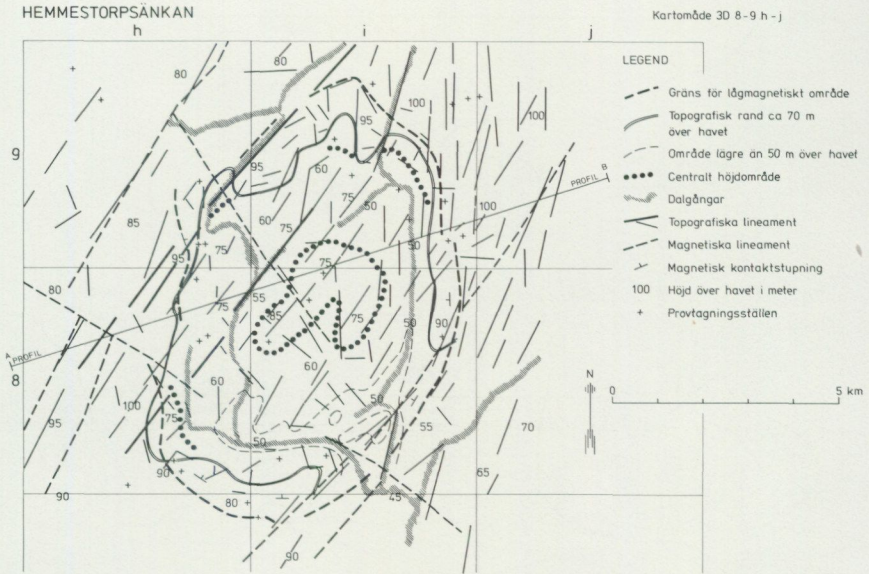 HEMMESTORPSÄNKAN
Kartomåde 3D 8-9 h-j
h i j
LEGEND
Gräns för lågmagnetiskt område
Topografisk rand ca 70 m
över havet
Område lägre än 50 m över havet
Centralt höjdområde
Dalgångar
Topografiska lineament
Magnetiska lineament
Magnetisk kontaktstupning
100 Höjd över havet i meter
+ Provtagningsställen
9
8
80
80
100
95
100
95
60
75
60
50
100
PROFIL B
85
75
50
95
75
75
80
55
75
85
75
50
90
A PROFIL
60
60
100
75
50
95
50
55
70
90
65
90
80
45
90
N
0
5 km